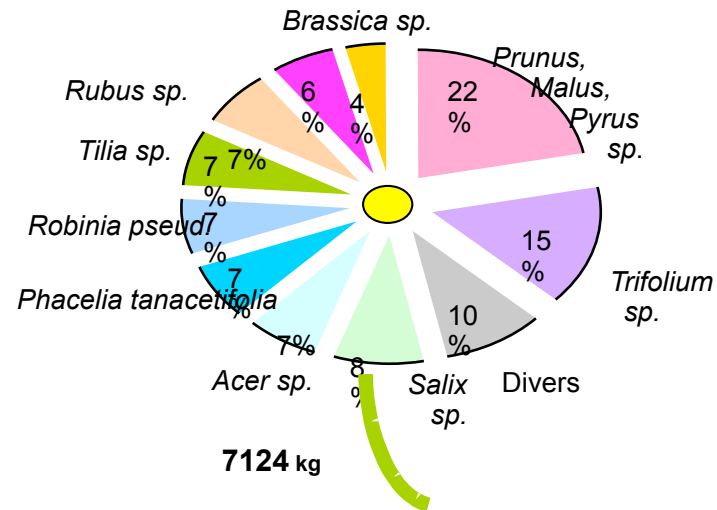 Brassica sp.
Prunus,
Malus,
Pyrus
sp.
22
%
6
%
4
%
Rubus sp.
7%
Tilia sp.
7
%
Robinia pseud.
7
%
Phacelia tanacetifolia
7
%
15
%
Trifolium
sp.
10
%
7%
8
%
Acer sp.
Salix
sp.
Divers
7124 kg